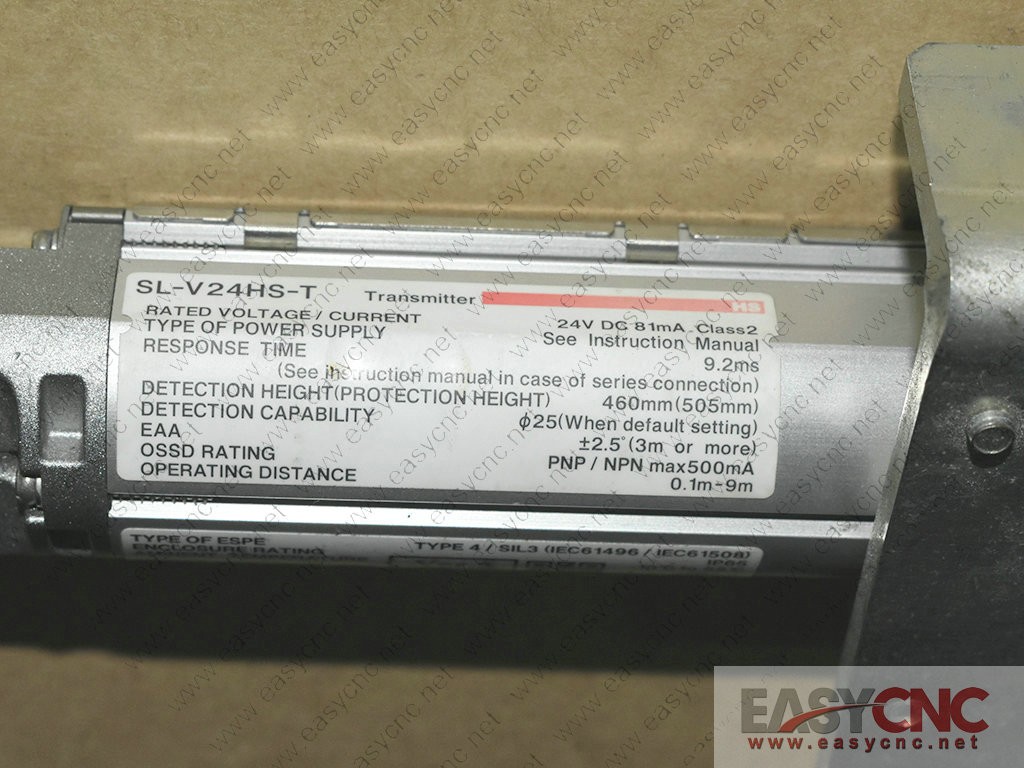 SL-V24HS-T Transmitter HS
RATED VOLTAGE / CURRENT 24V DC 81mA Class2
TYPE OF POWER SUPPLY See Instruction Manual
RESPONSE TIME 9.2ms
(See instruction manual in case of series connection)
DETECTION HEIGHT(PROTECTION HEIGHT) 460mm(505mm)
DETECTION CAPABILITY ϕ25(When default setting)
EAA ±2.5°(3m or more)
OSSD RATING PNP / NPN max500mA
OPERATING DISTANCE 0.1m-9m
TYPE OF ESPE TYPE 4 / SIL3 (IEC61496 / IEC61508)
ENCLOSURE RATING IP65
EASYCNC
www.easycnc.net